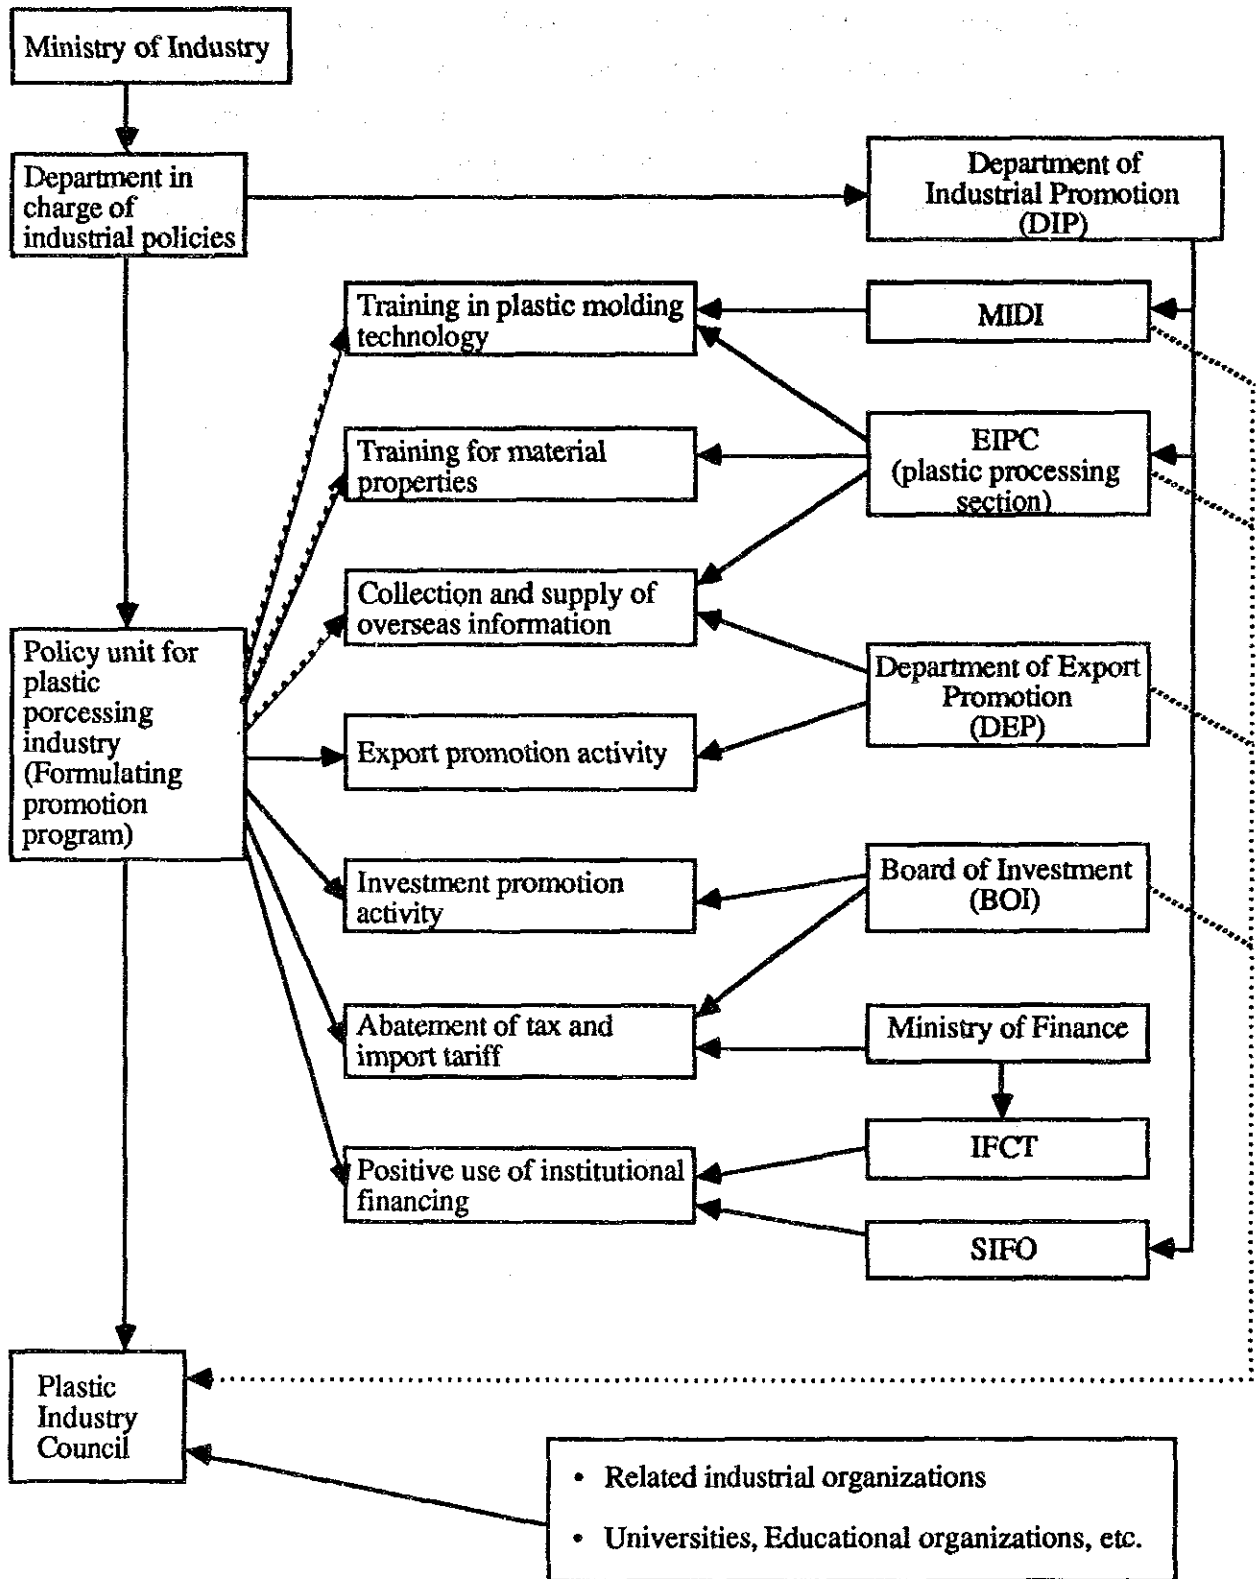 Ministry of Industry
Department in
charge of
industrial policies
Department of
Industrial Promotion
(DIP)
Training in plastic molding
technology
MIDI
Training for material
properties
EIPC
(plastic processing
section)
Collection and supply of
overseas information
Policy unit for
plastic
porcessing
industry
(Formulating
promotion
program)
Department of Export
Promotion
(DEP)
Export promotion activity
Investment promotion
activity
Board of Investment
(BOI)
Abatement of tax and
import tariff
Ministry of Finance
IFCT
Positive use of institutional
financing
SIFO
Plastic
Industry
Council
• Related industrial organizations
• Universities, Educational organizations, etc.